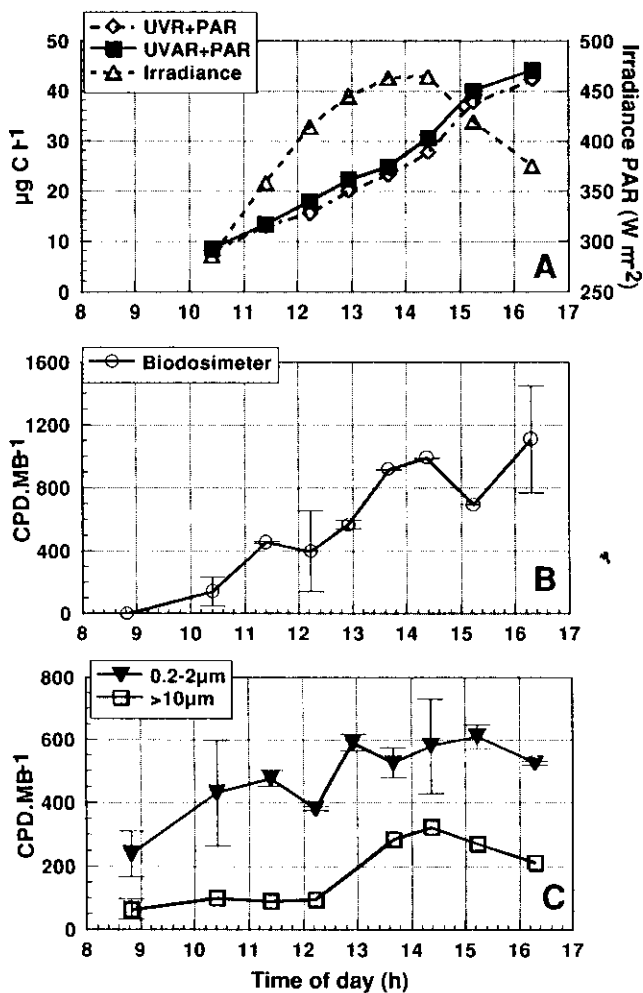 UVR+PAR
UVAR+PAR
Irradiance
50
40
30
20
10
0
µg C l-1
500
450
400
350
300
250
Irradiance PAR (W m-2)
A
8 9 10 11 12 13 14 15 16 17
Biodosimeter
1600
1200
800
400
0
CPD.MB-1
B
8 9 10 11 12 13 14 15 16 17
0.2-2µm
>10µm
800
600
400
200
0
CPD.MB-1
C
8 9 10 11 12 13 14 15 16 17
Time of day (h)